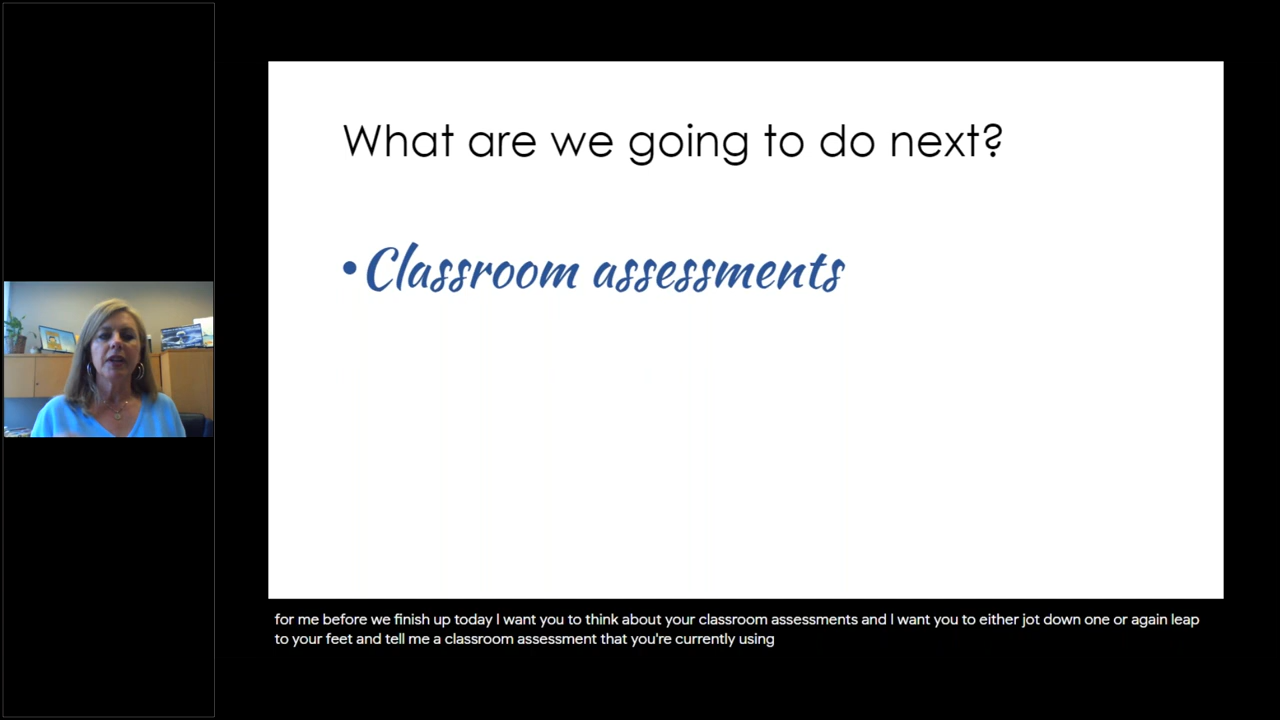 What are we going to do next?
•Classroom assessments
for me before we finish up today I want you to think about your classroom assessments and I want you to either jot down one or again leap
to your feet and tell me a classroom assessment that you're currently using